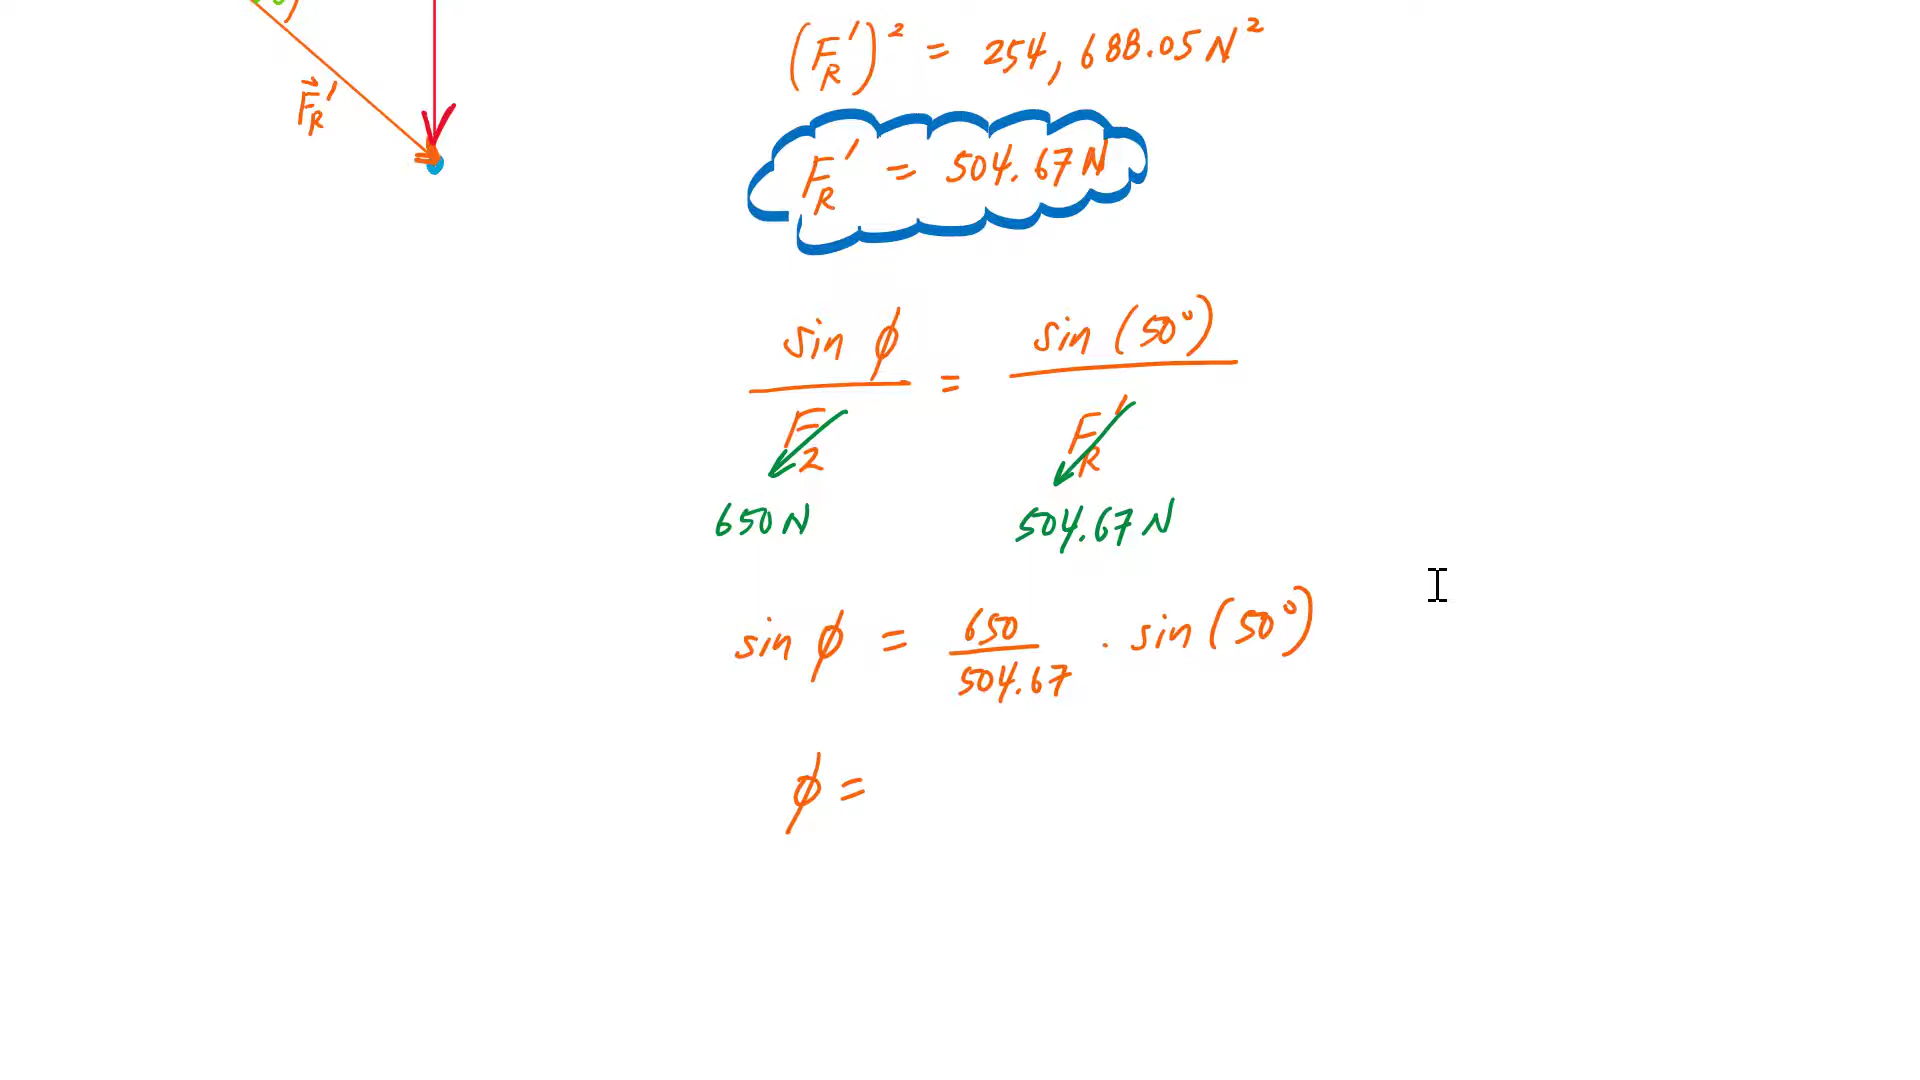 (F_R')² = 254,688.05 N²
F⃗_R'
F_R' = 504.67 N
sin ϕ / F_2 = sin (50°) / F_R'
650 N 504.67 N
sin ϕ = 650 / 504.67 · sin (50°)
ϕ =